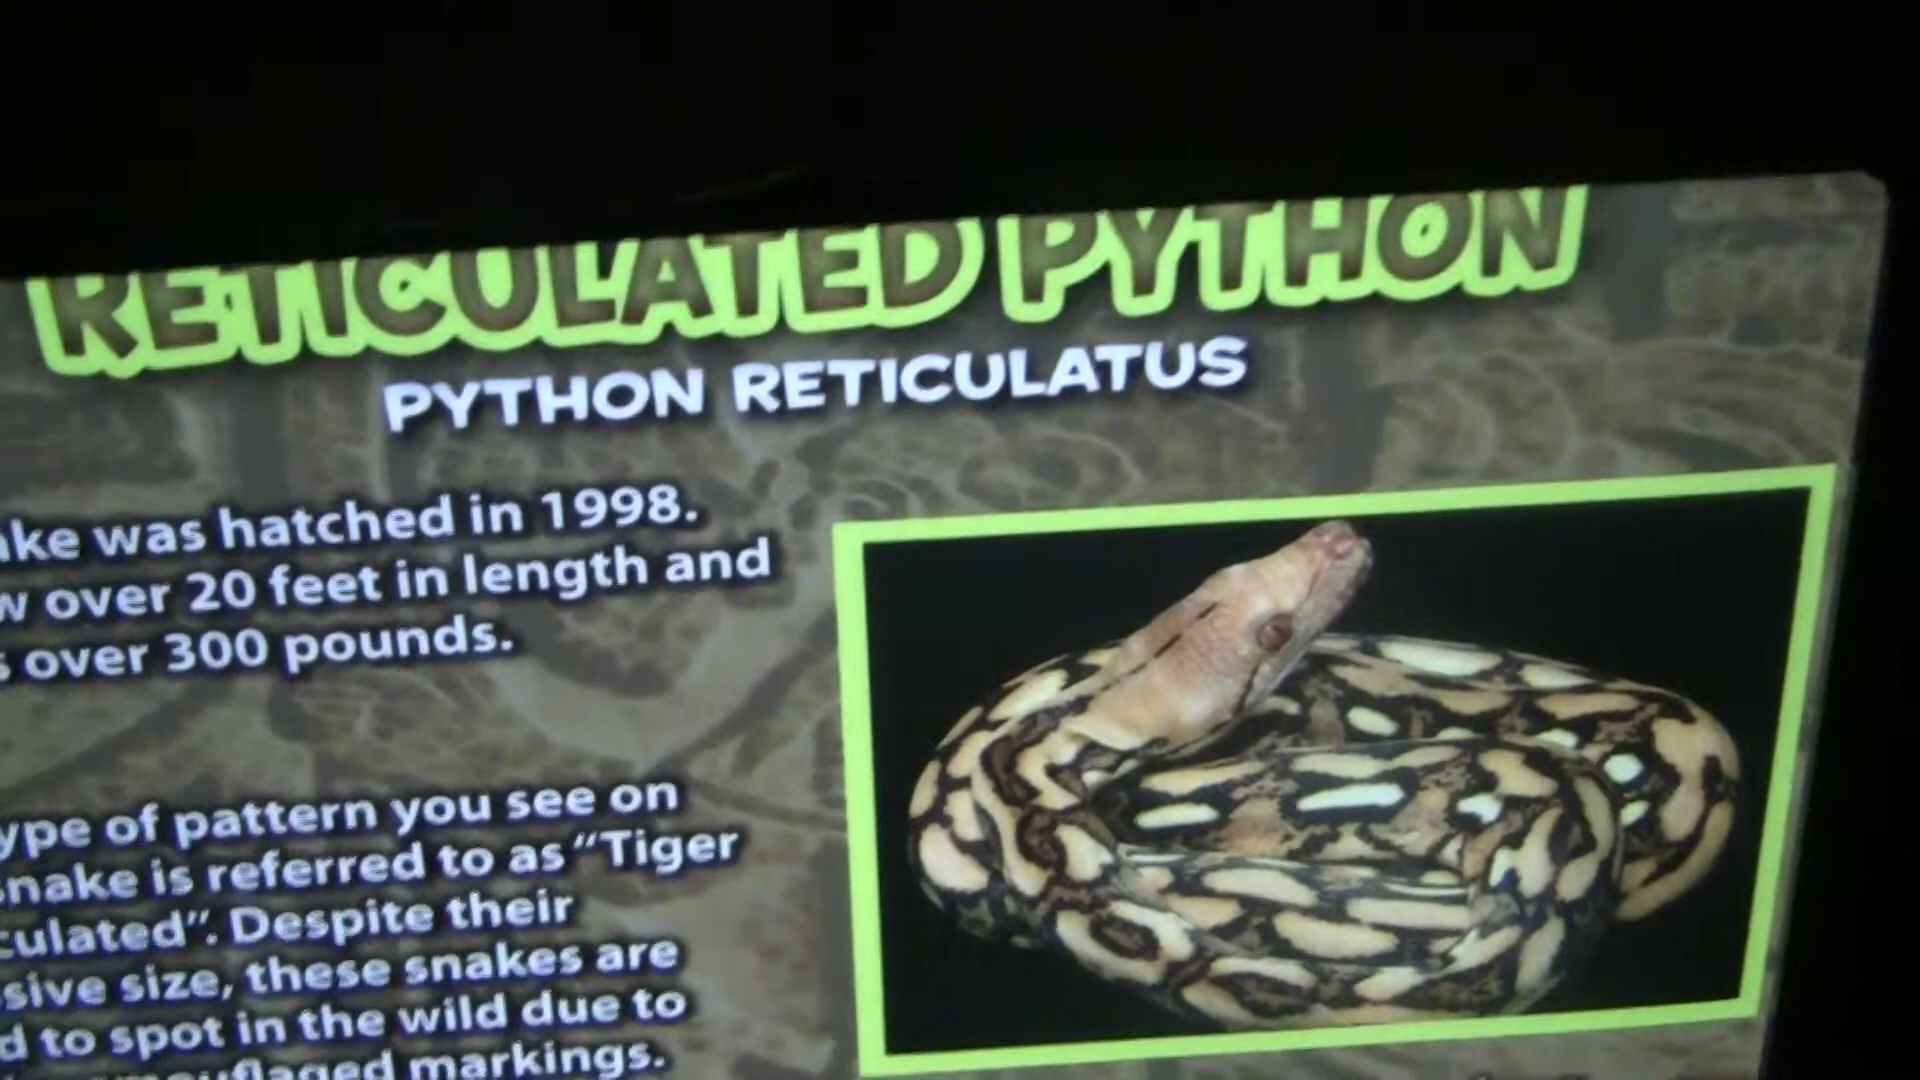 RETICULATED PYTHON
PYTHON RETICULATUS
ake was hatched in 1998.
w over 20 feet in length and
s over 300 pounds.
ype of pattern you see on
snake is referred to as "Tiger
culated". Despite their
sive size, these snakes are
d to spot in the wild due to
markings.